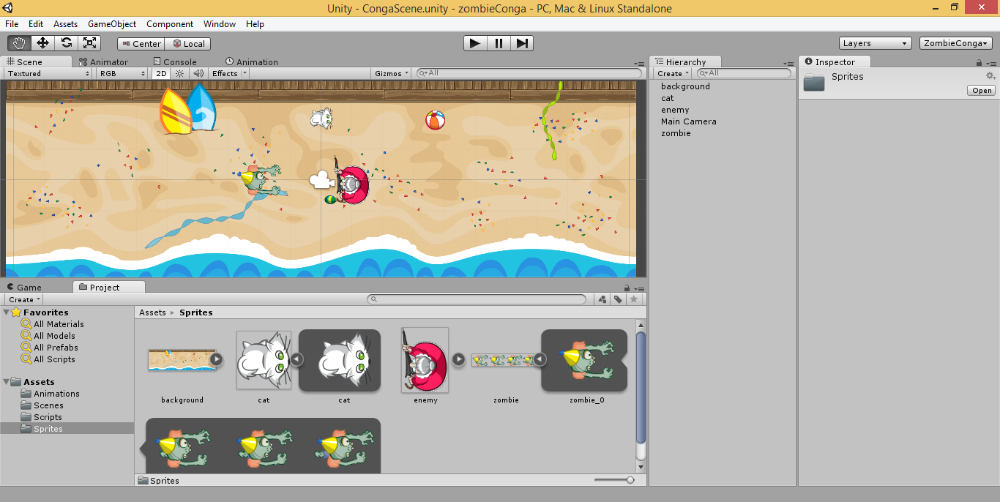 Unity - CongaScene.unity - zombieConga - PC, Mac & Linux Standalone
File Edit Assets GameObject Component Window Help
Center Local Layers ZombieConga
Scene Animator Console Animation
Textured RGB 2D Effects Gizmos All
Hierarchy
Create All
background
cat
enemy
Main Camera
zombie
Inspector
Sprites
Open
Game Project
Create
Favorites
All Materials
All Models
All Prefabs
All Scripts
Assets
Animations
Scenes
Scripts
Sprites
Assets Sprites
background cat cat enemy zombie zombie_0
Sprites